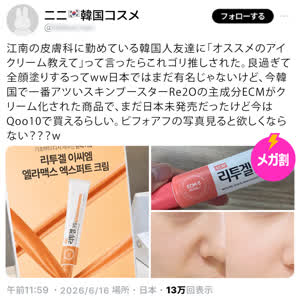 ニニ🇰🇷韓国コスメ
フォローする
江南の皮膚科に勤めている韓国人友達に「オススメのアイ
クリーム教えて」って言ったらこれゴリ推しされた。良過ぎて
全顔塗りするってww日本ではまだ有名じゃないけど、今韓
国で一番アツいスキンブースターRe2Oの主成分ECMがク
リーム化された商品で、まだ日本未発売だったけど今は
Qoo10で買えるらしい。ビフォアフの写真見ると欲しくなら
ない？？？w
리투겔 이씨엠
엘라맥스 엑스퍼트 크림
리투겔
メガ割
午前11:59 ・2026/6/16 場所・日本・13万回表示